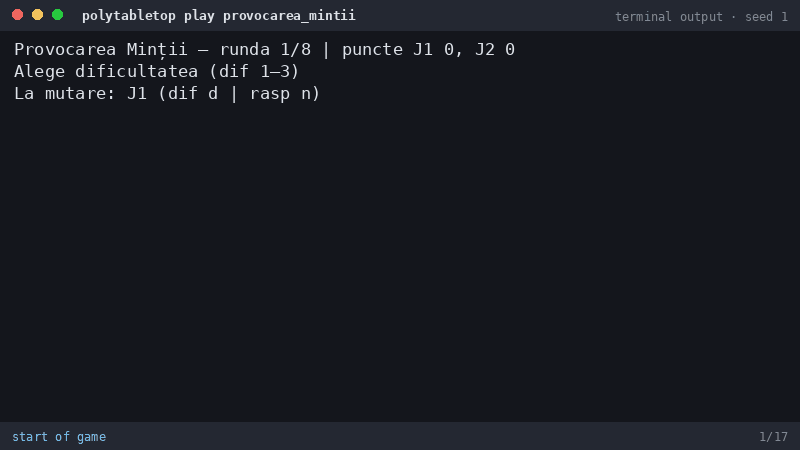 polytabletop play provocarea_mintii
terminal output · seed 1
Provocarea Minții — runda 1/8 | puncte J1 0, J2 0
Alege dificultatea (dif 1–3)
La mutare: J1 (dif d | rasp n)
start of game
1/17